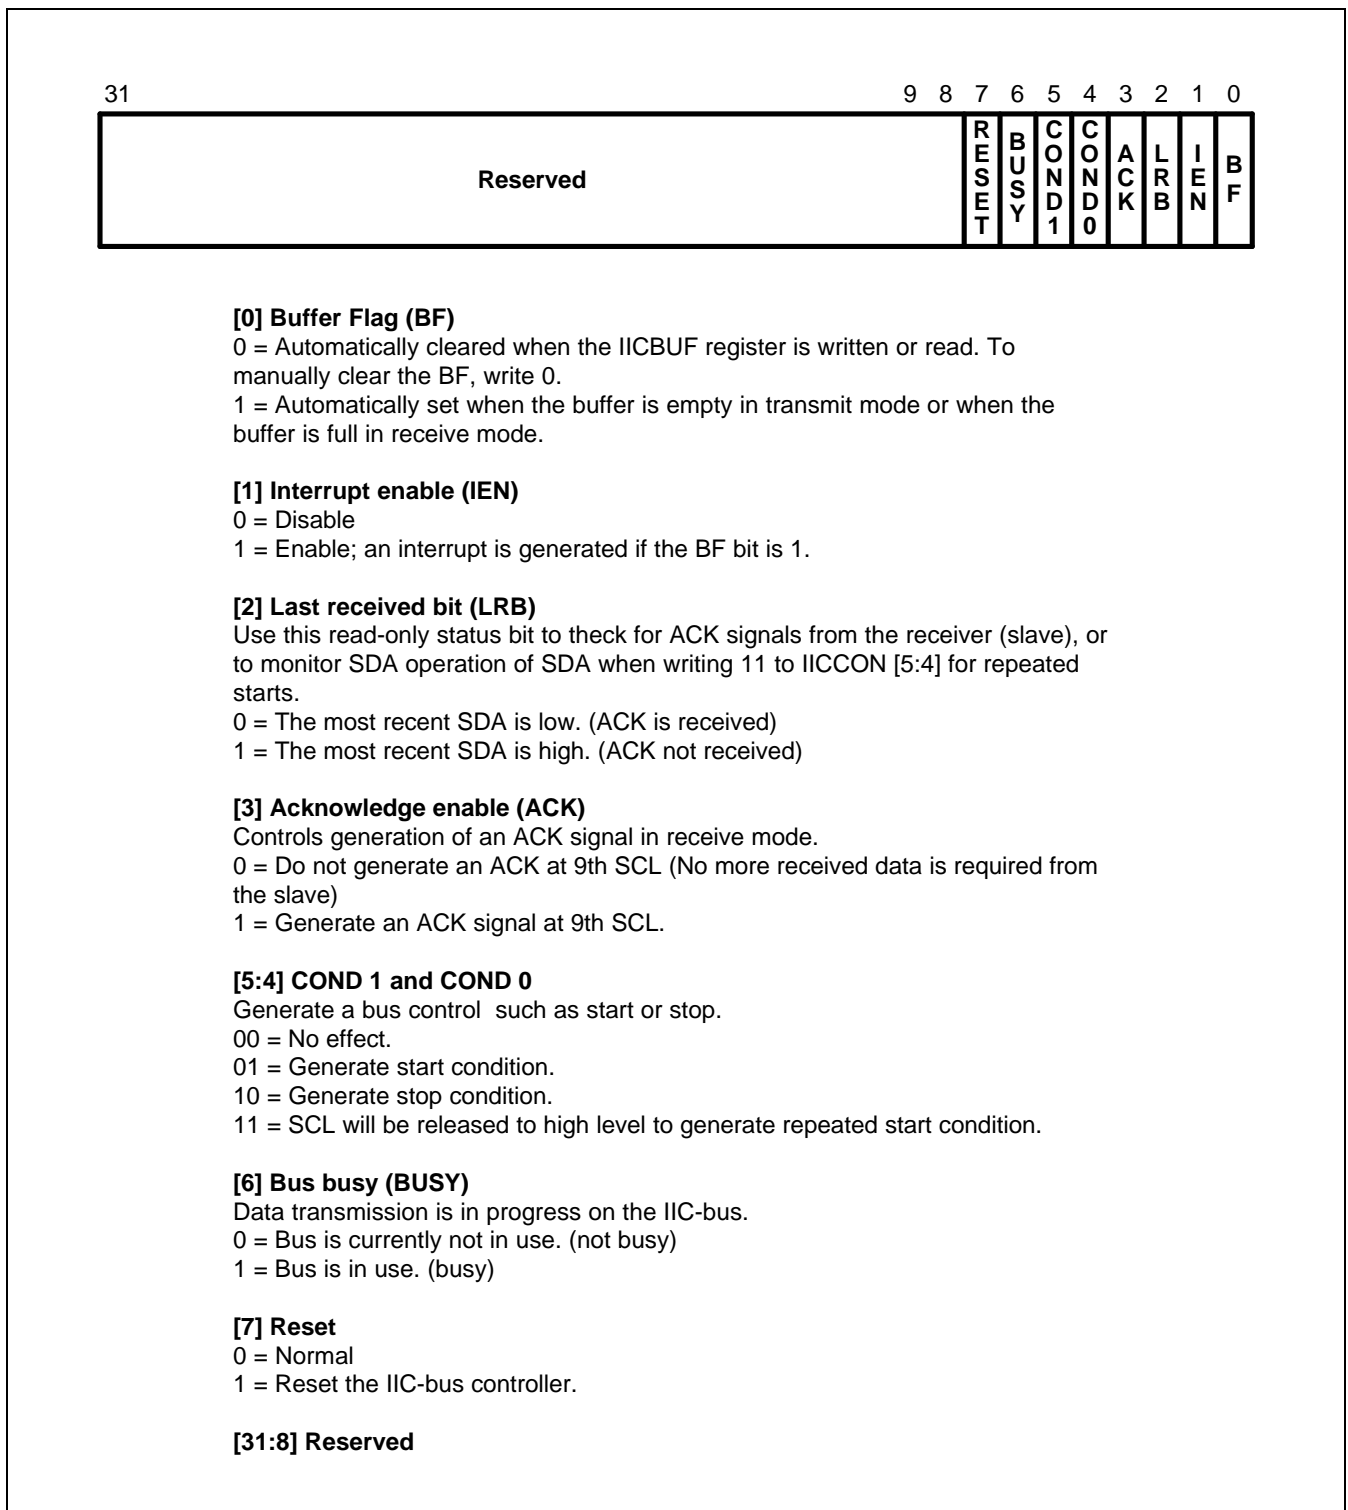 31 9 8 7 6 5 4 3 2 1 0
Reserved RESET BUSY COND1 COND0 ACK LRB IEN BF
[0] Buffer Flag (BF)
0 = Automatically cleared when the IICBUF register is written or read. To
manually clear the BF, write 0.
1 = Automatically set when the buffer is empty in transmit mode or when the
buffer is full in receive mode.
[1] Interrupt enable (IEN)
0 = Disable
1 = Enable; an interrupt is generated if the BF bit is 1.
[2] Last received bit (LRB)
Use this read-only status bit to theck for ACK signals from the receiver (slave), or
to monitor SDA operation of SDA when writing 11 to IICCON [5:4] for repeated
starts.
0 = The most recent SDA is low. (ACK is received)
1 = The most recent SDA is high. (ACK not received)
[3] Acknowledge enable (ACK)
Controls generation of an ACK signal in receive mode.
0 = Do not generate an ACK at 9th SCL (No more received data is required from
the slave)
1 = Generate an ACK signal at 9th SCL.
[5:4] COND 1 and COND 0
Generate a bus control such as start or stop.
00 = No effect.
01 = Generate start condition.
10 = Generate stop condition.
11 = SCL will be released to high level to generate repeated start condition.
[6] Bus busy (BUSY)
Data transmission is in progress on the IIC-bus.
0 = Bus is currently not in use. (not busy)
1 = Bus is in use. (busy)
[7] Reset
0 = Normal
1 = Reset the IIC-bus controller.
[31:8] Reserved